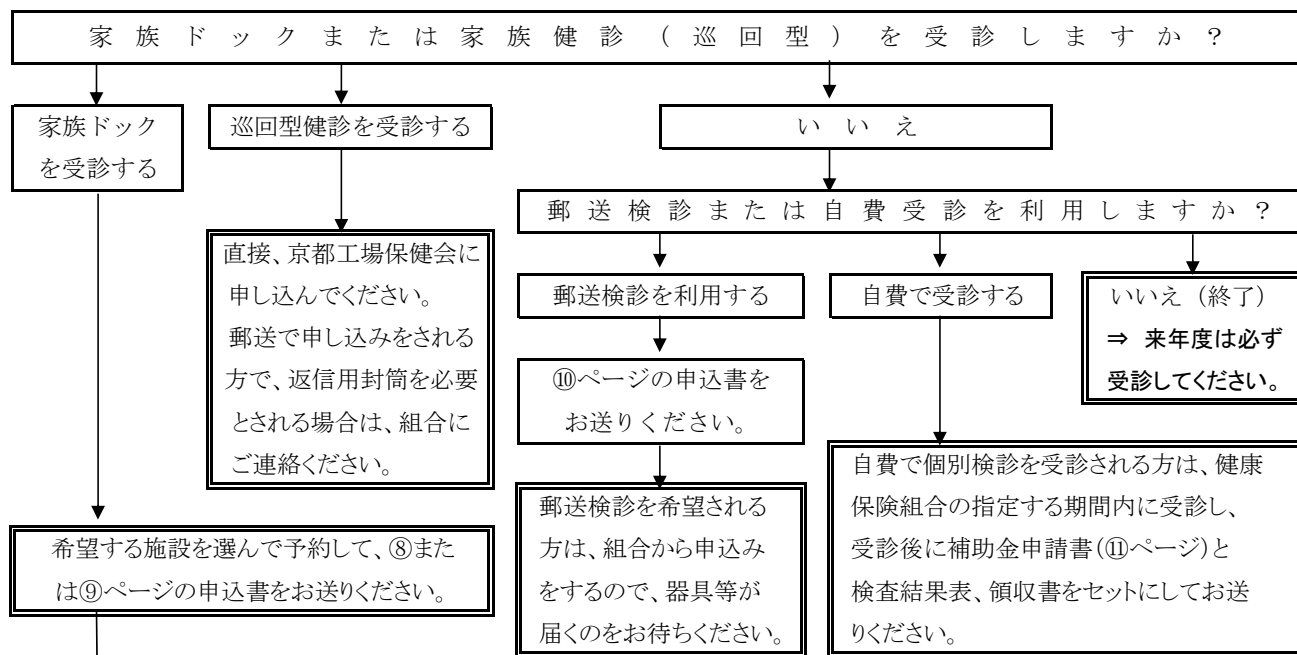 家族ドックまたは家族健診(巡回型)を受診しますか?
家族ドック
を受診する
巡回型健診を受診する
いいえ
郵送検診または自費受診を利用しますか?
直接、京都工場保健会に
申し込んでください。
郵送で申し込みをされる
方で、返信用封筒を必要
とされる場合は、組合に
ご連絡ください。
郵送検診を利用する
自費で受診する
いいえ(終了)
⇒ 来年度は必ず
受診してください。
⑩ページの申込書を
お送りください。
希望する施設を選んで予約して、⑧また
は⑨ページの申込書をお送りください。
郵送検診を希望される
方は、組合から申込み
をするので、器具等が
届くのをお待ちください。
自費で個別検診を受診される方は、健康
保険組合の指定する期間内に受診し、
受診後に補助金申請書(⑪ページ)と
検査結果表、領収書をセットにしてお送
りください。